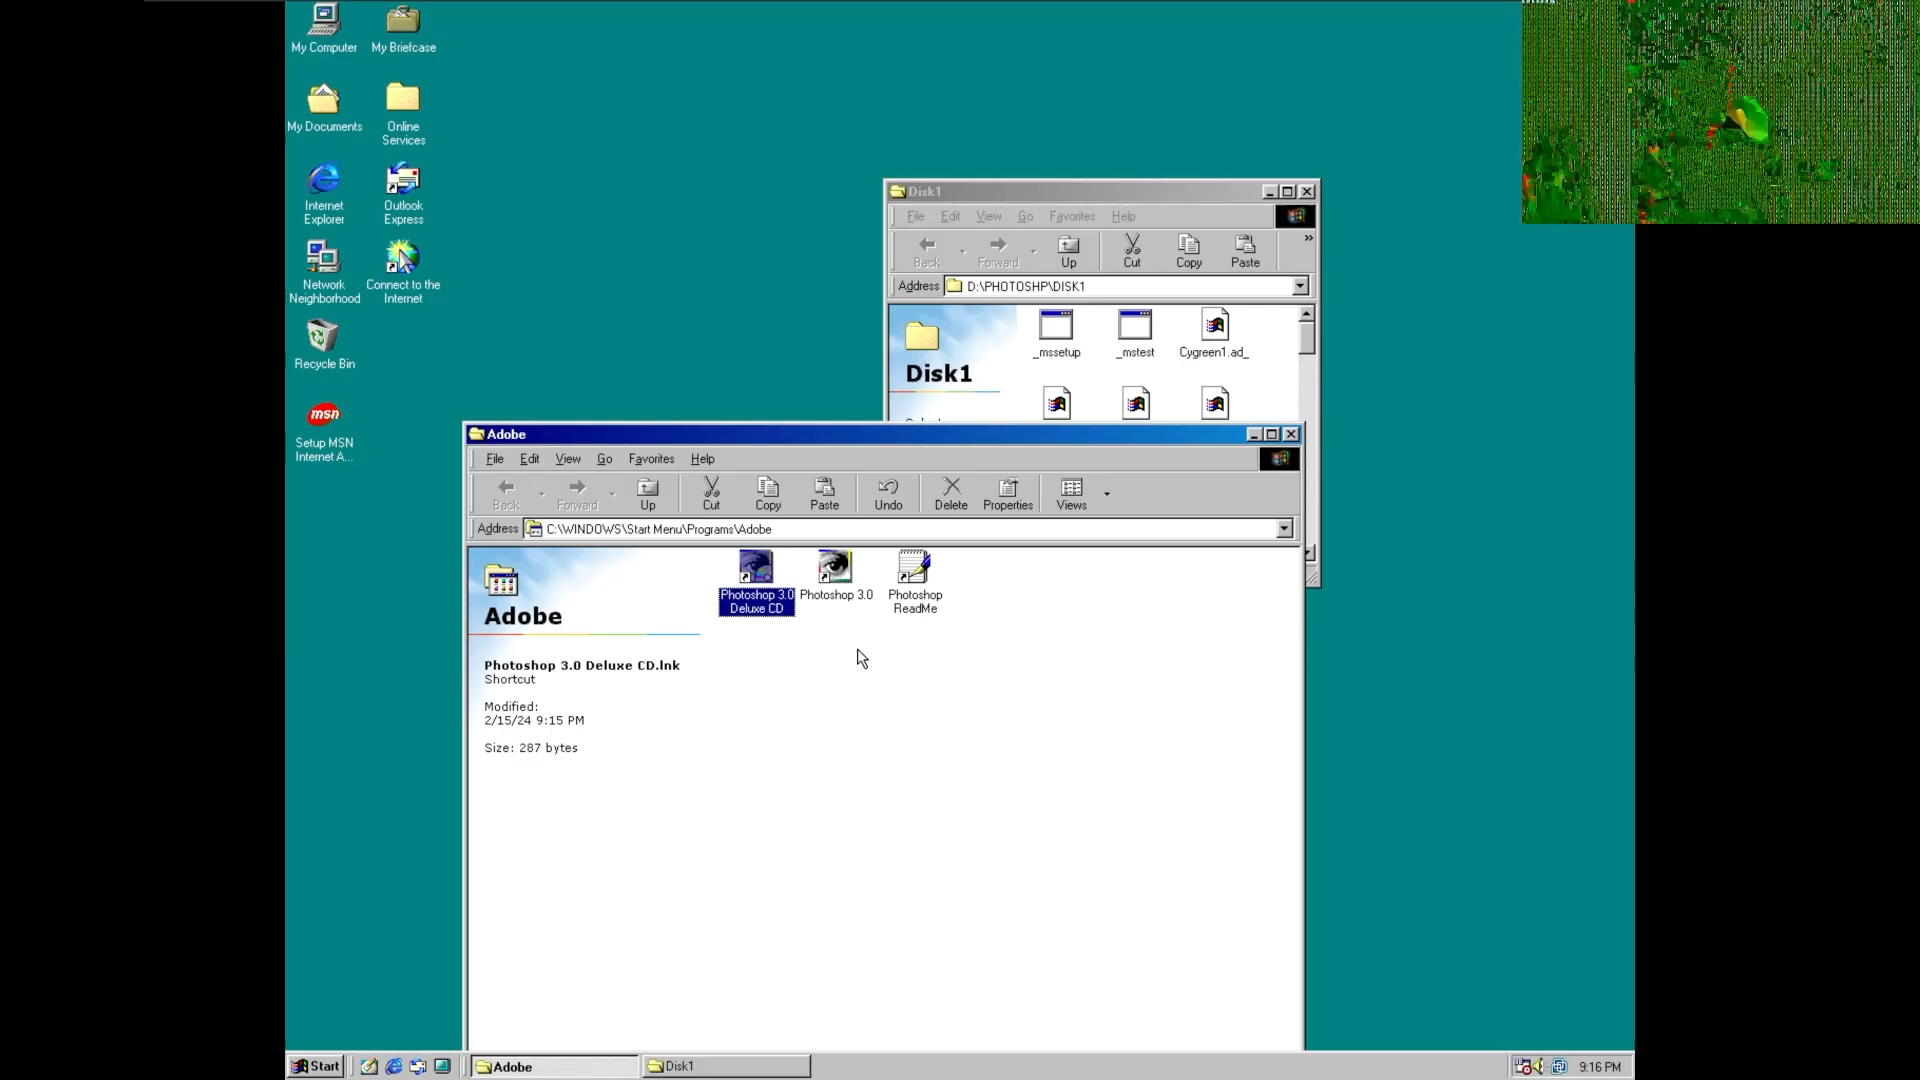 My Computer
My Briefcase
My Documents
Online
Services
Internet
Explorer
Outlook
Express
Network
Neighborhood
Connect to the
Internet
Recycle Bin
msn
Setup MSN
Internet A...
Disk1
File Edit View Go Favorites Help
Back Forward Up Cut Copy Paste »
Address D:\PHOTOSHP\DISK1
Disk1
_mssetup
_mstest
Cygreen1.ad_
Adobe
File Edit View Go Favorites Help
Back Forward Up Cut Copy Paste Undo Delete Properties Views
Address C:\WINDOWS\Start Menu\Programs\Adobe
Adobe
Photoshop 3.0
Deluxe CD
Photoshop 3.0
Photoshop
ReadMe
Photoshop 3.0 Deluxe CD.lnk
Shortcut
Modified:
2/15/24 9:15 PM
Size: 287 bytes
Start Adobe Disk1 9:16 PM